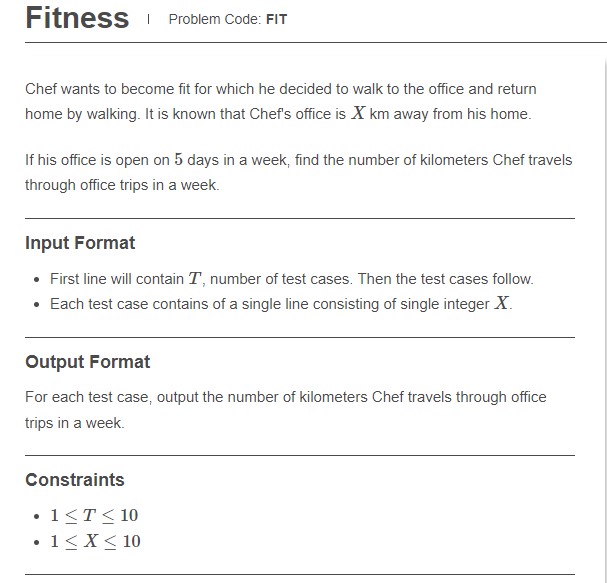 Fitness | Problem Code: FIT
Chef wants to become fit for which he decided to walk to the office and return
home by walking. It is known that Chef's office is X km away from his home.
If his office is open on 5 days in a week, find the number of kilometers Chef travels
through office trips in a week.
Input Format
• First line will contain T, number of test cases. Then the test cases follow.
• Each test case contains of a single line consisting of single integer X.
Output Format
For each test case, output the number of kilometers Chef travels through office
trips in a week.
Constraints
• 1 ≤ T ≤ 10
• 1 ≤ X ≤ 10